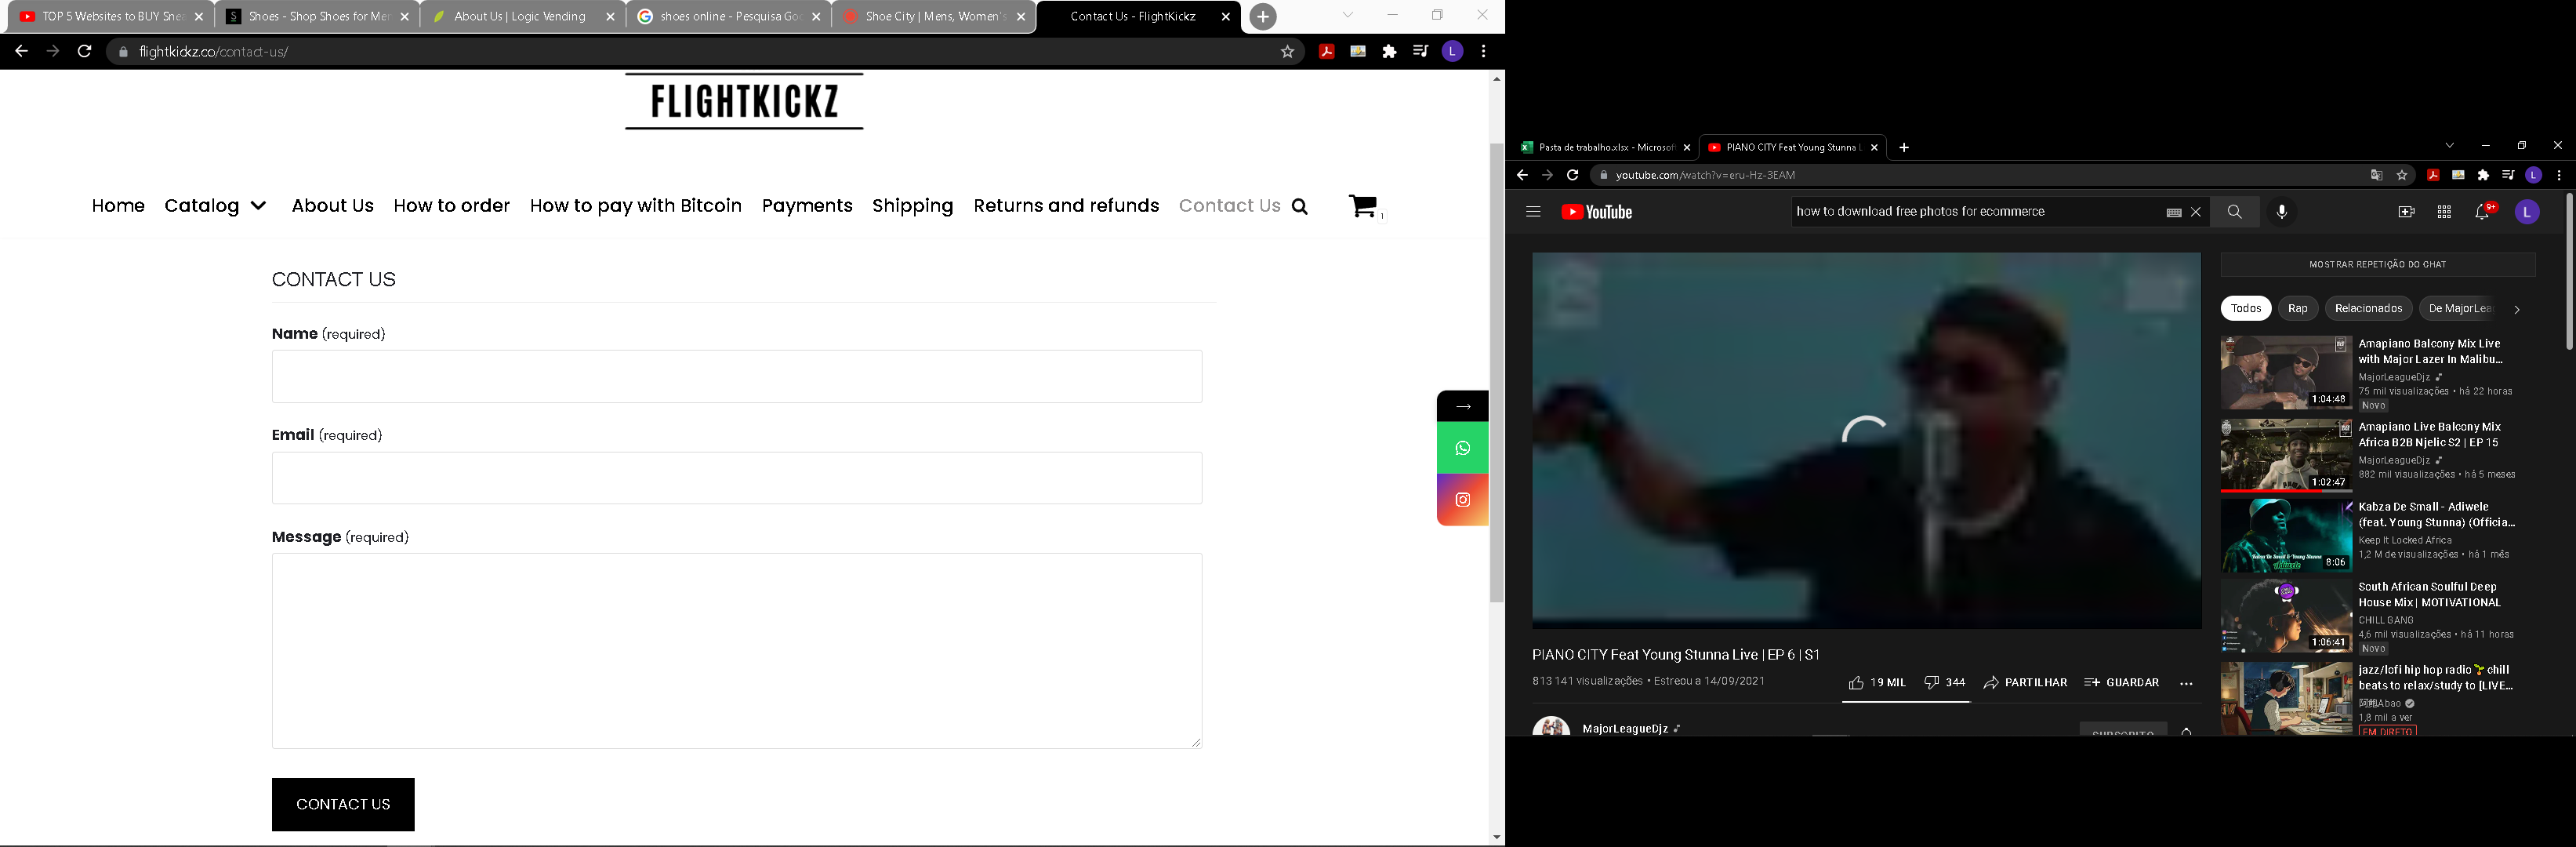 TOP 5 Websites to BUY Snea
Shoes - Shop Shoes for Mer
About Us | Logic Vending
shoes online - Pesquisa Goo
Shoe City | Mens, Women's
Contact Us - FlightKickz
flightkickz.co/contact-us/
L
FLIGHTKICKZ
Home
Catalog
About Us
How to order
How to pay with Bitcoin
Payments
Shipping
Returns and refunds
Contact Us
1
CONTACT US
Name (required)
Email (required)
Message (required)
CONTACT US
Pasta de trabalho.xlsx - Microsof
PIANO CITY Feat Young Stunna L
youtube.com/watch?v=eru-Hz-3EAM
L
YouTube
how to download free photos for ecommerce
9+
L
MOSTRAR REPETIÇÃO DO CHAT
Todos
Rap
Relacionados
De MajorLea
Amapiano Balcony Mix Live
with Major Lazer In Malibu...
MajorLeagueDjz
75 mil visualizações • há 22 horas
Novo
1:04:48
Amapiano Live Balcony Mix
Africa B2B Njelic S2 | EP 15
MajorLeagueDjz
882 mil visualizações • há 5 meses
1:02:47
Kabza De Small - Adiwele
(feat. Young Stunna) (Officia...
Keep It Locked Africa
1,2 M de visualizações • há 1 mês
8:06
South African Soulful Deep
House Mix | MOTIVATIONAL
CHILL GANG
4,6 mil visualizações • há 11 horas
Novo
1:06:41
jazz/lofi hip hop radio🌱chill
beats to relax/study to [LIVE...
阿鮑Abao
1,8 mil a ver
EM DIRETO
PIANO CITY Feat Young Stunna Live | EP 6 | S1
813 141 visualizações • Estreou a 14/09/2021
19 MIL
344
PARTILHAR
GUARDAR
MajorLeagueDjz
SUBSCRITO